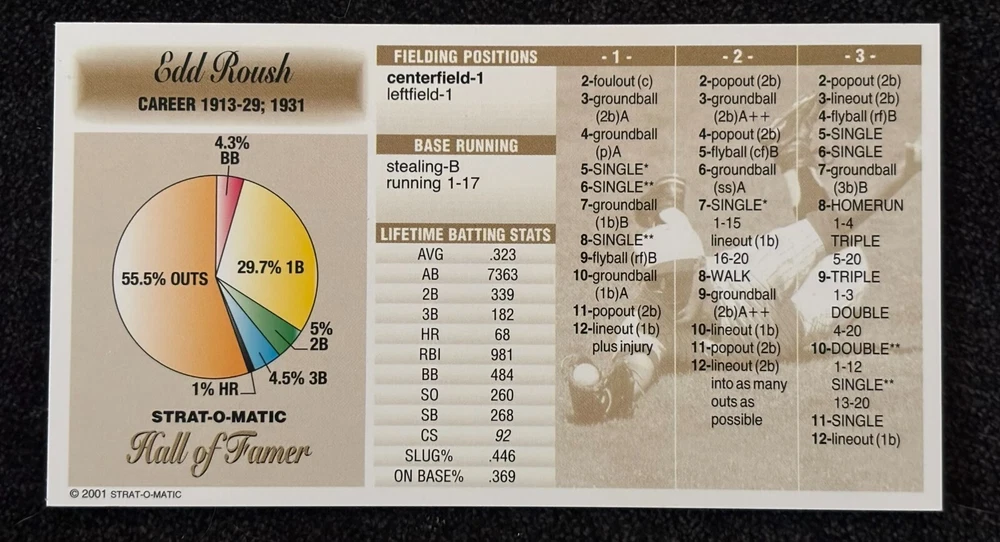 Edd Roush
CAREER 1913-29; 1931
4.3%
BB
29.7% 1B
55.5% OUTS
5%
2B
4.5% 3B
1% HR
STRAT-O-MATIC
Hall of Famer
© 2001 STRAT-O-MATIC
FIELDING POSITIONS
centerfield-1
leftfield-1
BASE RUNNING
stealing-B
running 1-17
LIFETIME BATTING STATS
AVG .323
AB 7363
2B 339
3B 182
HR 68
RBI 981
BB 484
SO 260
SB 268
CS 92
SLUG% .446
ON BASE% .369
- 1 -
2-foulout (c)
3-groundball
(2b)A
4-groundball
(p)A
5-SINGLE*
6-SINGLE**
7-groundball
(1b)B
8-SINGLE**
9-flyball (rf)B
10-groundball
(1b)A
11-popout (2b)
12-lineout (1b)
plus injury
- 2 -
2-popout (2b)
3-groundball
(2b)A++
4-popout (2b)
5-flyball (cf)B
6-groundball
(ss)A
7-SINGLE*
1-15
lineout (1b)
16-20
8-WALK
9-groundball
(2b)A++
10-lineout (1b)
11-popout (2b)
12-lineout (2b)
into as many
outs as
possible
- 3 -
2-popout (2b)
3-lineout (2b)
4-flyball (rf)B
5-SINGLE
6-SINGLE
7-groundball
(3b)B
8-HOMERUN
1-4
TRIPLE
5-20
9-TRIPLE
1-3
DOUBLE
4-20
10-DOUBLE**
1-12
SINGLE**
13-20
11-SINGLE
12-lineout (1b)